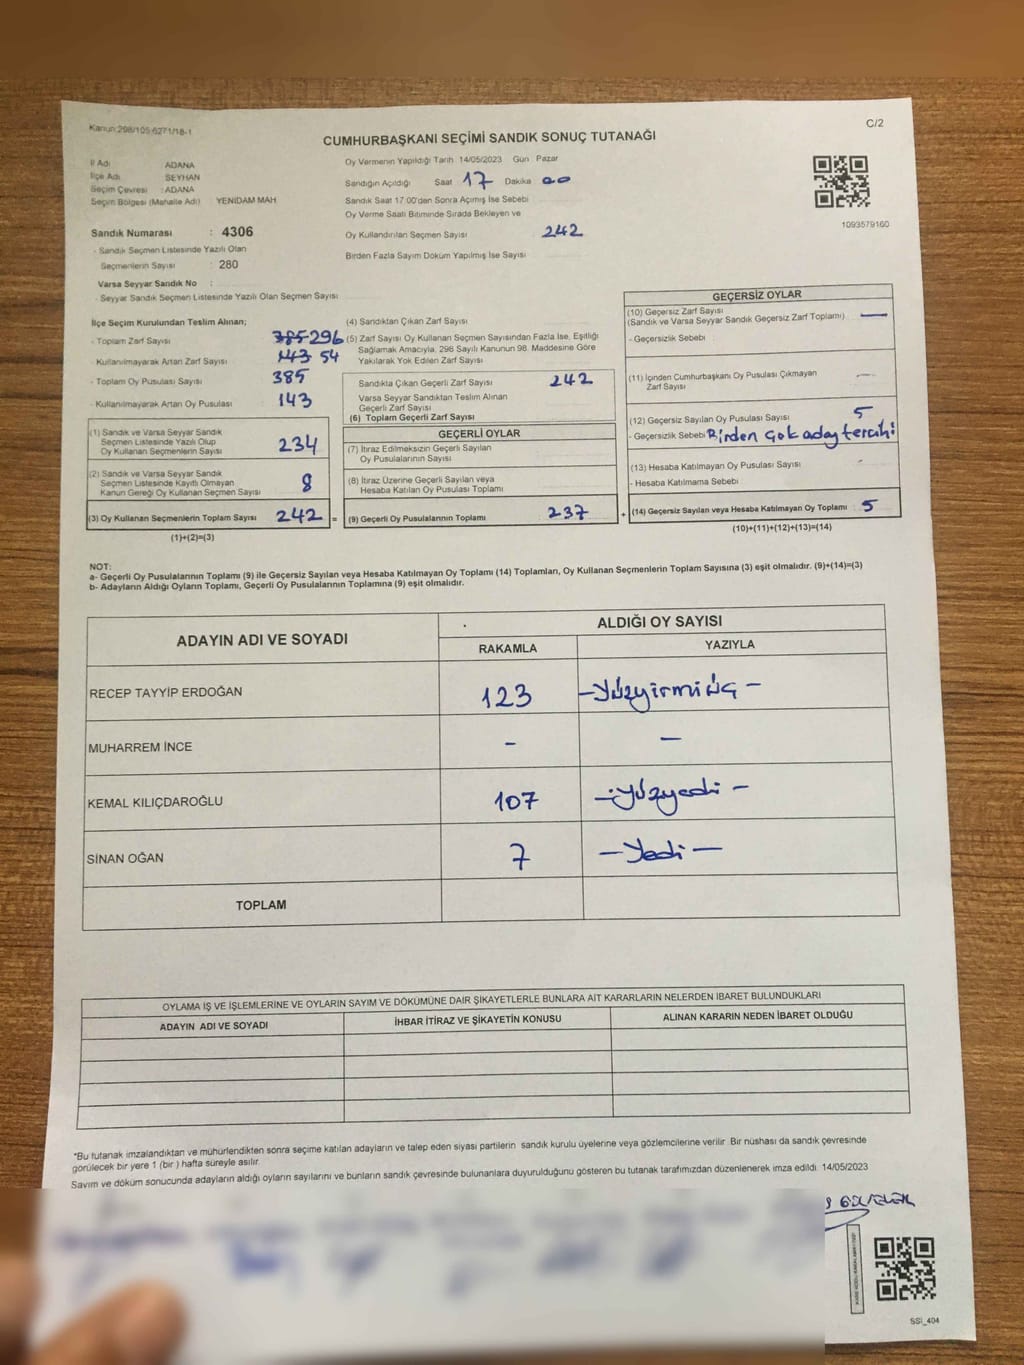 Kanun:298/105-6271/18-1
C/2
CUMHURBAŞKANI SEÇİMİ SANDIK SONUÇ TUTANAĞI
İl Adı ADANA
İlçe Adı SEYHAN
Seçim Çevresi : ADANA
Seçim Bölgesi (Mahalle Adı) YENIDAM MAH
Sandık Numarası : 4306
- Sandık Seçmen Listesinde Yazılı Olan
Seçmenlerin Sayısı : 280
Varsa Seyyar Sandık No :
- Seyyar Sandık Seçmen Listesinde Yazılı Olan Seçmen Sayısı
Oy Vermenin Yapıldığı Tarih 14/05/2023 Gün Pazar
Sandığın Açıldığı Saat 17 Dakika 00
Sandık Saat 17:00'dan Sonra Açımış İse Sebebi
Oy Verme Saati Bitiminde Sırada Bekleyen ve
Oy Kullandırılan Seçmen Sayısı 242
Birden Fazla Sayım Döküm Yapılmış İse Sayısı
1093579160
İlçe Seçim Kurulundan Teslim Alınan;
- Toplam Zarf Sayısı 385 296
- Kullanılmayarak Artan Zarf Sayısı 143 54
- Toplam Oy Pusulası Sayısı 385
- Kullanılmayarak Artan Oy Pusulası 143
(1) Sandık ve Varsa Seyyar Sandık
Seçmen Listesinde Yazılı Olup
Oy Kullanan Seçmenlerin Sayısı 234
(2) Sandık ve Varsa Seyyar Sandık
Seçmen Listesinde Kayıtlı Olmayan
Kanun Gereği Oy Kullanan Seçmen Sayısı 8
(3) Oy Kullanan Seçmenlerin Toplam Sayısı 242 =
(1)+(2)=(3)
(4) Sandıktan Çıkan Zarf Sayısı
(5) Zarf Sayısı Oy Kullanan Seçmen Sayısından Fazla İse, Eşitliği
Sağlamak Amacıyla, 298 Sayılı Kanunun 98. Maddesine Göre
Yakılarak Yok Edilen Zarf Sayısı
Sandıkta Çıkan Geçerli Zarf Sayısı 242
Varsa Seyyar Sandıktan Teslim Alınan
Geçerli Zarf Sayısı
(6) Toplam Geçerli Zarf Sayısı
GEÇERLİ OYLAR
(7) İtiraz Edilmeksizin Geçerli Sayılan
Oy Pusulalarının Sayısı
(8) İtiraz Üzerine Geçerli Sayılan veya
Hesaba Katılan Oy Pusulası Toplamı
(9) Geçerli Oy Pusulalarının Toplamı 237 +
GEÇERSİZ OYLAR
(10) Geçersiz Zarf Sayısı
(Sandık ve Varsa Seyyar Sandık Geçersiz Zarf Toplamı) —
- Geçersizlik Sebebi
(11) İçinden Cumhurbaşkanı Oy Pusulası Çıkmayan —
Zarf Sayısı
(12) Geçersiz Sayılan Oy Pusulası Sayısı 5
- Geçersizlik Sebebi Birden çok aday tercihi
(13) Hesaba Katılmayan Oy Pusulası Sayısı -
- Hesaba Katılmama Sebebi
(14) Geçersiz Sayılan veya Hesaba Katılmayan Oy Toplamı 5
(10)+(11)+(12)+(13)=(14)
NOT:
a- Geçerli Oy Pusulalarının Toplamı (9) ile Geçersiz Sayılan veya Hesaba Katılmayan Oy Toplamı (14) Toplamları, Oy Kullanan Seçmenlerin Toplam Sayısına (3) eşit olmalıdır. (9)+(14)=(3)
b- Adayların Aldığı Oyların Toplamı, Geçerli Oy Pusulalarının Toplamına (9) eşit olmalıdır.
ADAYIN ADI VE SOYADI
ALDIĞI OY SAYISI
RAKAMLA YAZIYLA
RECEP TAYYİP ERDOĞAN 123 -Yüzyirmiüç-
MUHARREM İNCE - —
KEMAL KILIÇDAROĞLU 107 -yüzyedi-
SİNAN OĞAN 7 -Yedi-
TOPLAM
OYLAMA İŞ VE İŞLEMLERİNE VE OYLARIN SAYIM VE DÖKÜMÜNE DAİR ŞİKAYETLERLE BUNLARA AİT KARARLARIN NELERDEN İBARET BULUNDUKLARI
ADAYIN ADI VE SOYADI İHBAR İTİRAZ VE ŞİKAYETİN KONUSU ALINAN KARARIN NEDEN İBARET OLDUĞU
*Bu tutanak imzalandıktan ve mühürlendikten sonra seçime katılan adayların ve talep eden siyasi partilerin sandık kurulu üyelerine veya gözlemcilerine verilir. Bir nüshası da sandık çevresinde
görülecek bir yere 1 (bir) hafta süreyle asılır.
Sayım ve döküm sonucunda adayların aldığı oyların sayılarını ve bunların sandık çevresinde bulunanlara duyurulduğunu gösteren bu tutanak tarafımızdan düzenlenerek imza edildi. 14/05/2023
SSİ_404